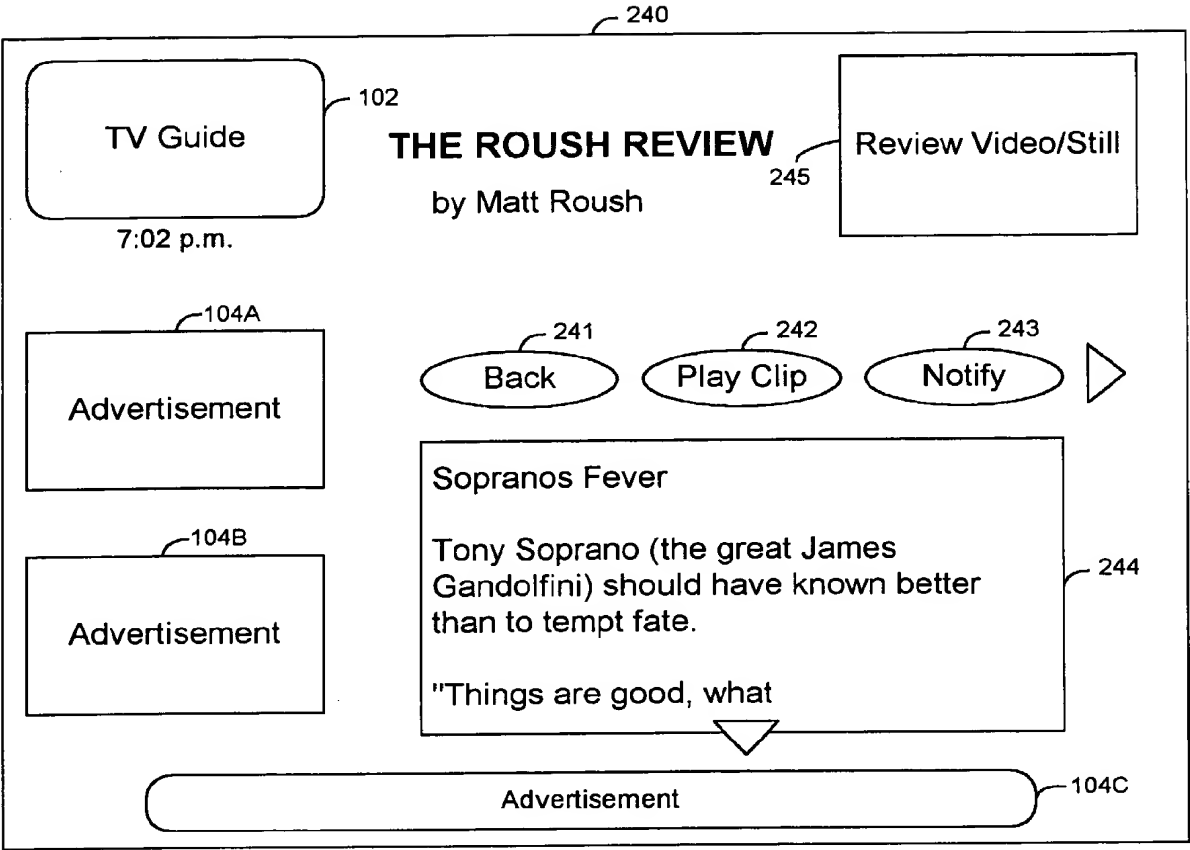 240
TV Guide
102
7:02 p.m.
THE ROUSH REVIEW
by Matt Roush
245
Review Video/Still
104A
Advertisement
104B
Advertisement
241
Back
242
Play Clip
243
Notify
Sopranos Fever
Tony Soprano (the great James
Gandolfini) should have known better
than to tempt fate.
"Things are good, what
244
Advertisement
104C